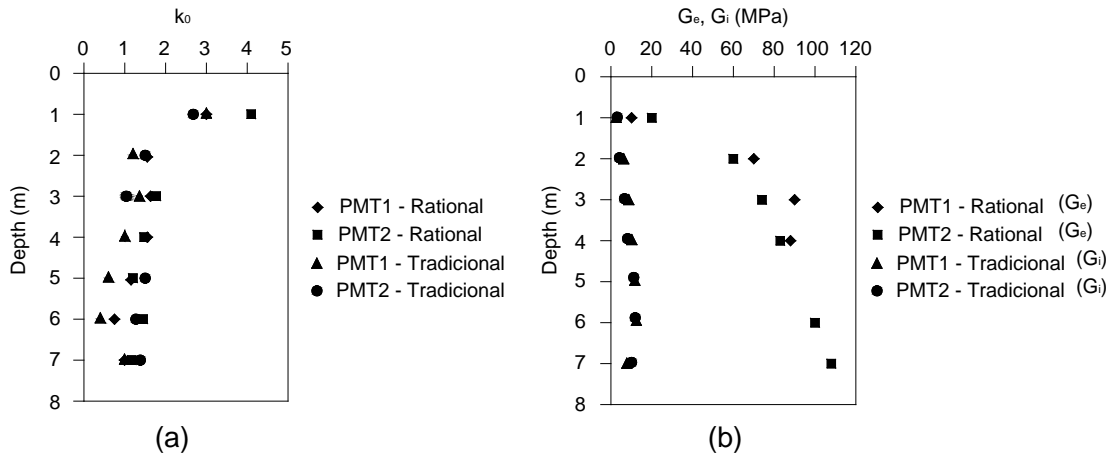 k₀
0 1 2 3 4 5
0
1
2
3
4
5
6
7
8
Depth (m)
PMT1 - Rational
PMT2 - Rational
PMT1 - Tradicional
PMT2 - Tradicional
(a)
Gₑ, Gᵢ (MPa)
0 20 40 60 80 100 120
0
1
2
3
4
5
6
7
8
Depth (m)
PMT1 - Rational (Gₑ)
PMT2 - Rational (Gₑ)
PMT1 - Tradicional (Gᵢ)
PMT2 - Tradicional (Gᵢ)
(b)